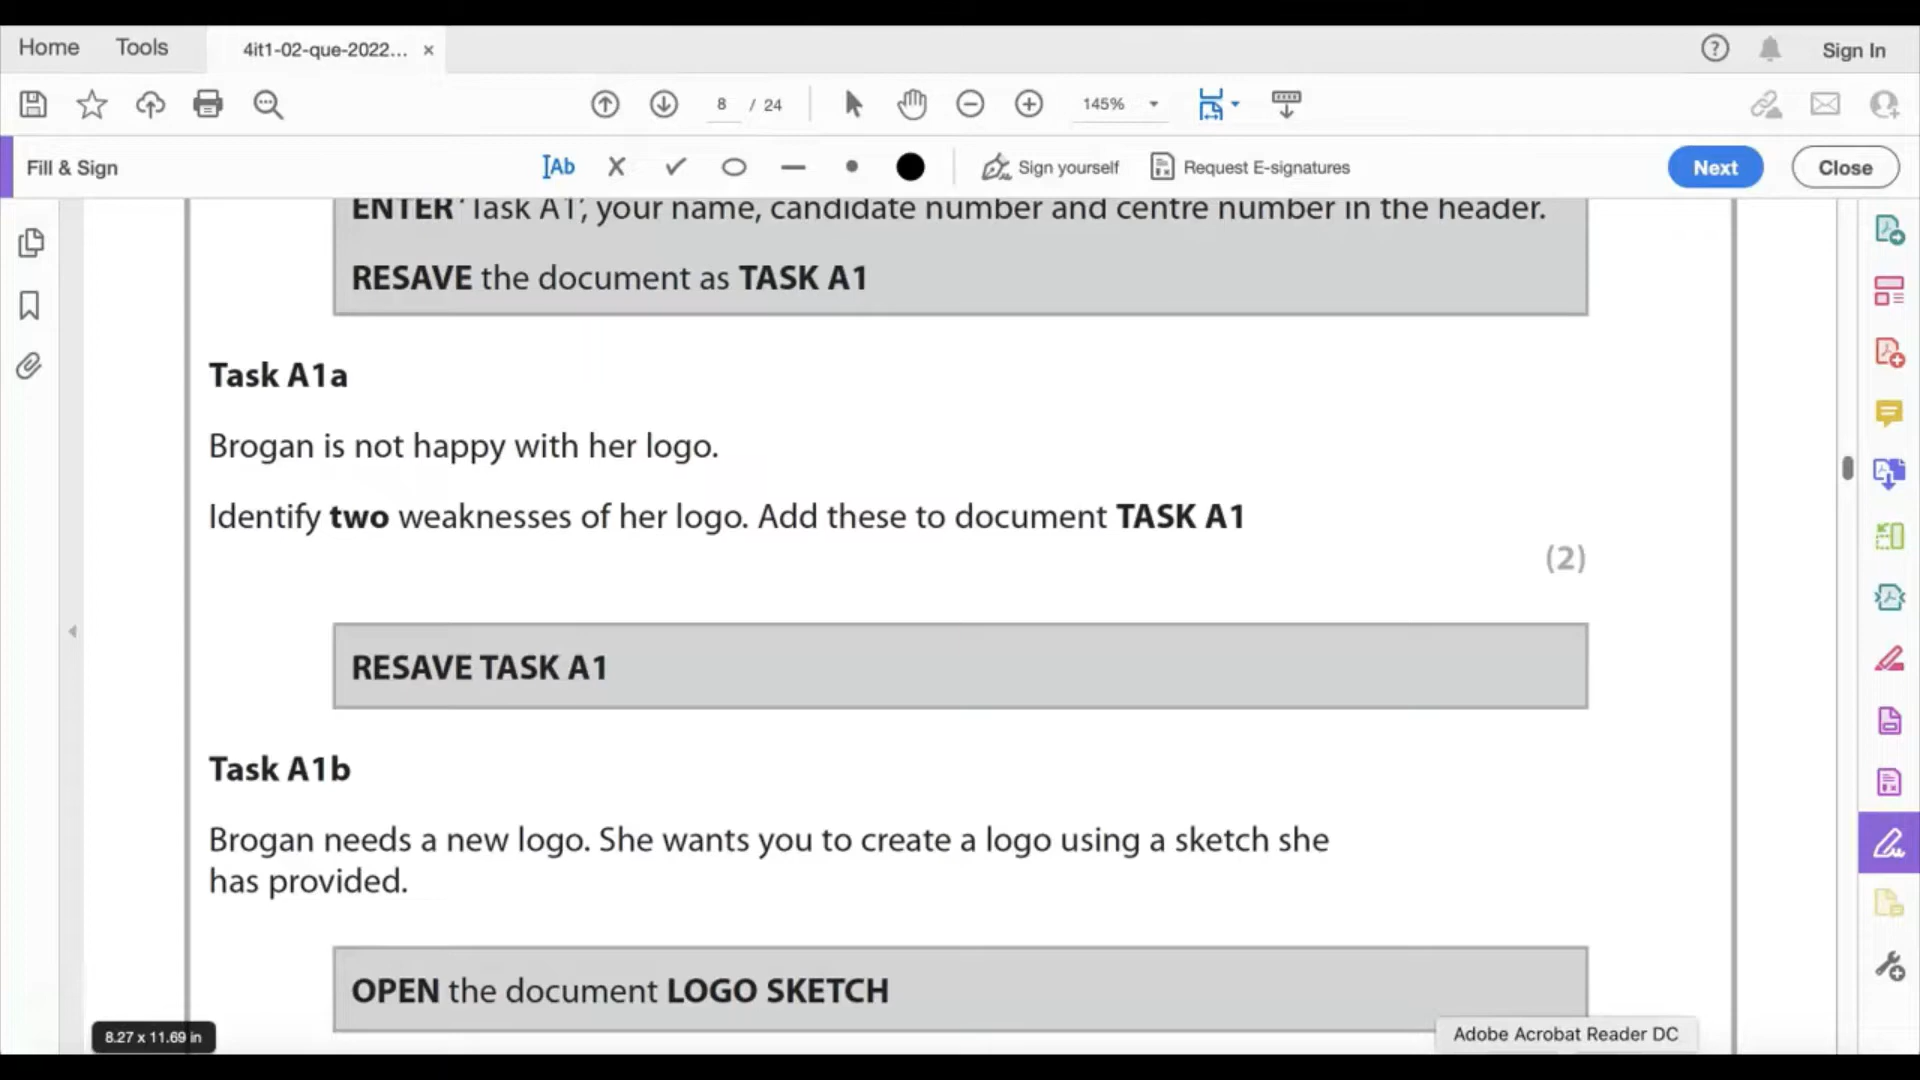 Home Tools 4it1-02-que-2022... × Sign In
8 / 24 145%
Fill & Sign Ab Sign yourself Request E-signatures Next Close
ENTER ‘Task A1’, your name, candidate number and centre number in the header.
RESAVE the document as TASK A1
Task A1a
Brogan is not happy with her logo.
Identify two weaknesses of her logo. Add these to document TASK A1
(2)
RESAVE TASK A1
Task A1b
Brogan needs a new logo. She wants you to create a logo using a sketch she
has provided.
OPEN the document LOGO SKETCH
8.27 x 11.69 in
Adobe Acrobat Reader DC